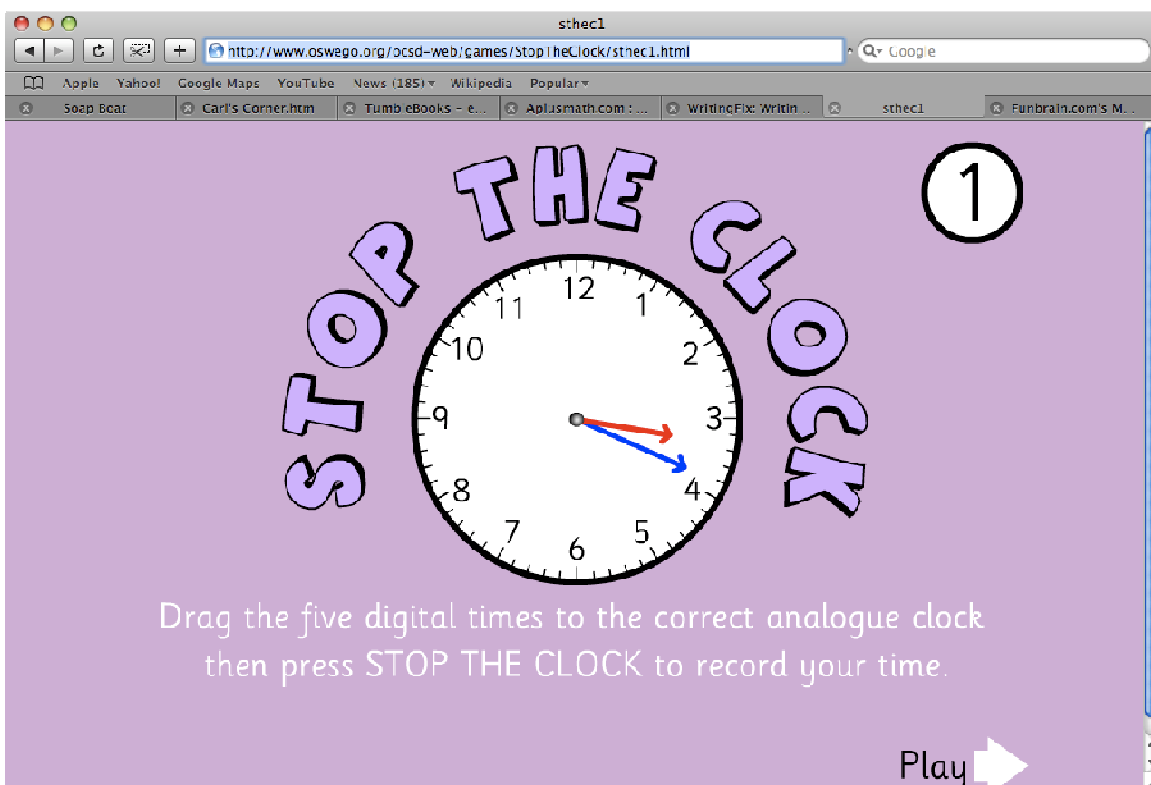 sthec1
http://www.oswego.org/ocsd-web/games/StopTheClock/sthec1.html
Google
Apple Yahoo! Google Maps YouTube News (185) Wikipedia Popular
Soap Boat Carl's Corner.htm TumbleBooks - e... Aplusmath.com : ... WritingFix: Writin... sthec1 Funbrain.com's M...
STOP THE CLOCK
1
12
11 1
10 2
9 3
8 4
7 5
6
Drag the five digital times to the correct analogue clock
then press STOP THE CLOCK to record your time.
Play